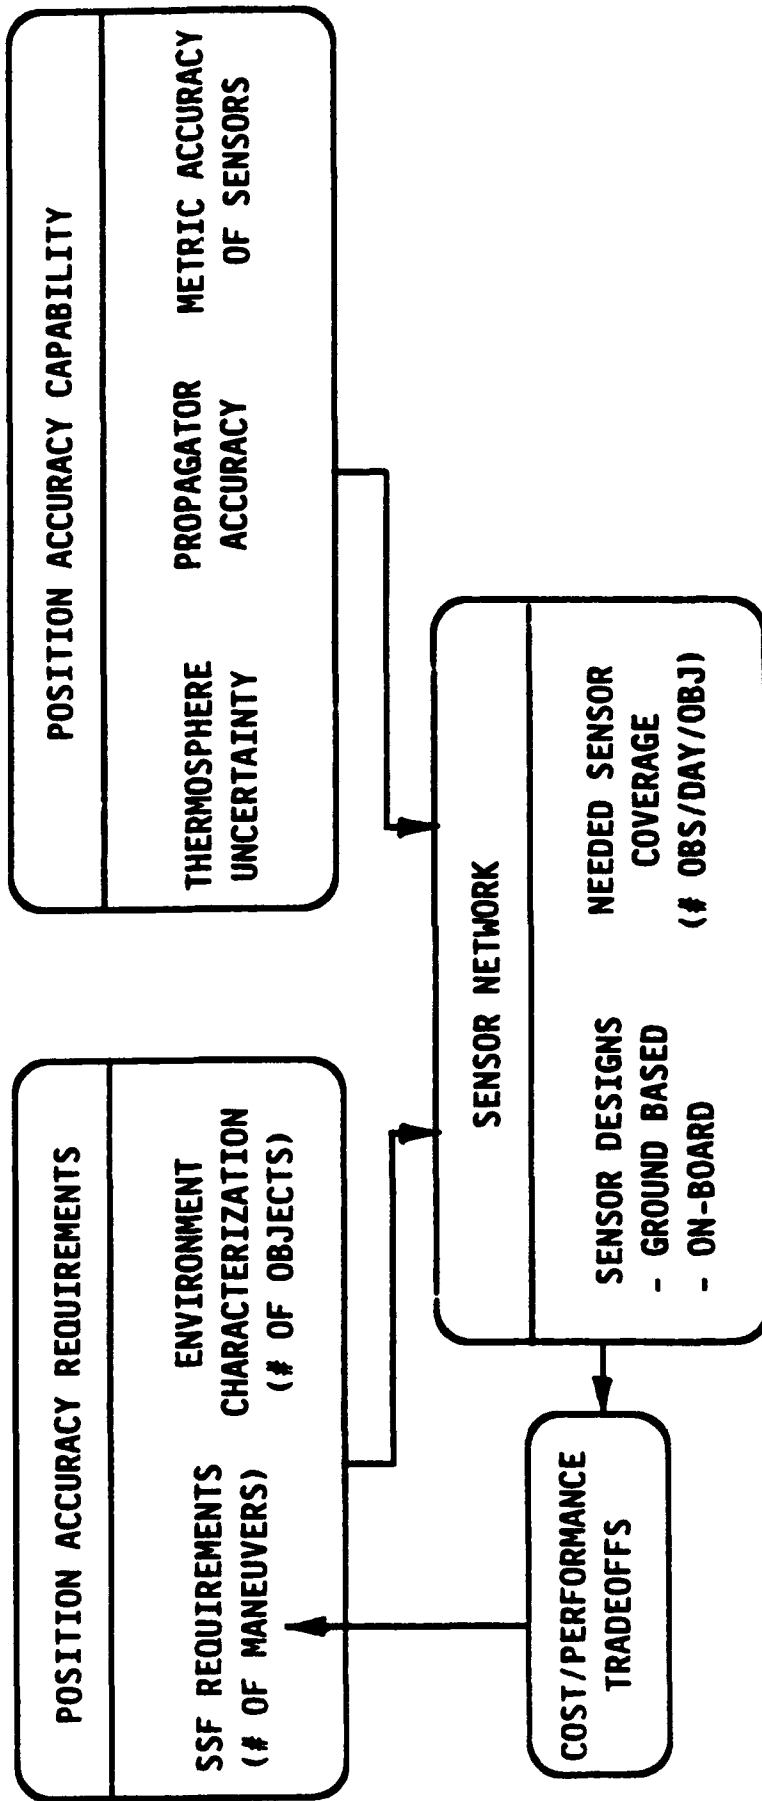 POSITION ACCURACY REQUIREMENTS
SSF REQUIREMENTS
(# OF MANEUVERS)
ENVIRONMENT
CHARACTERIZATION
(# OF OBJECTS)
POSITION ACCURACY CAPABILITY
THERMOSPHERE
UNCERTAINTY
PROPAGATOR
ACCURACY
METRIC ACCURACY
OF SENSORS
SENSOR NETWORK
SENSOR DESIGNS
- GROUND BASED
- ON-BOARD
NEEDED SENSOR
COVERAGE
(# OBS/DAY/OBJ)
COST/PERFORMANCE
TRADEOFFS